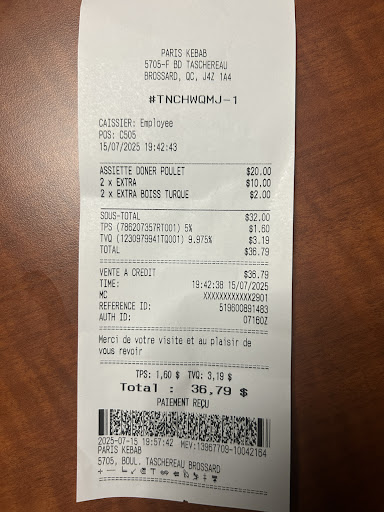 PARIS KEBAB
5705-F BD TASCHEREAU
BROSSARD, QC, J4Z 1A4
#TNCHWQMJ-1
CAISSIER: Employee
POS: C505
15/07/2025 19:42:43
ASSIETTE DONER POULET $20.00
2 x EXTRA $10.00
2 x EXTRA BOISS TURQUE $2.00
SOUS-TOTAL $32.00
TPS (786207357RT001) 5% $1.60
TVQ (1230979941TQ001) 9.975% $3.19
TOTAL $36.79
VENTE A CREDIT $36.79
TIME: 19:42:38 15/07/2025
MC XXXXXXXXXXXX2901
REFERENCE ID: 519600891483
AUTH ID: 07160Z
Merci de votre visite et au plaisir de
vous revoir
TPS: 1,60 $ TVQ: 3,19 $
Total : 36,79 $
PAIEMENT REÇU
2025-07-15 19:57:42 MEV:13967709-10042164
PARIS KEBAB
5705, BOUL. TASCHEREAU BROSSARD